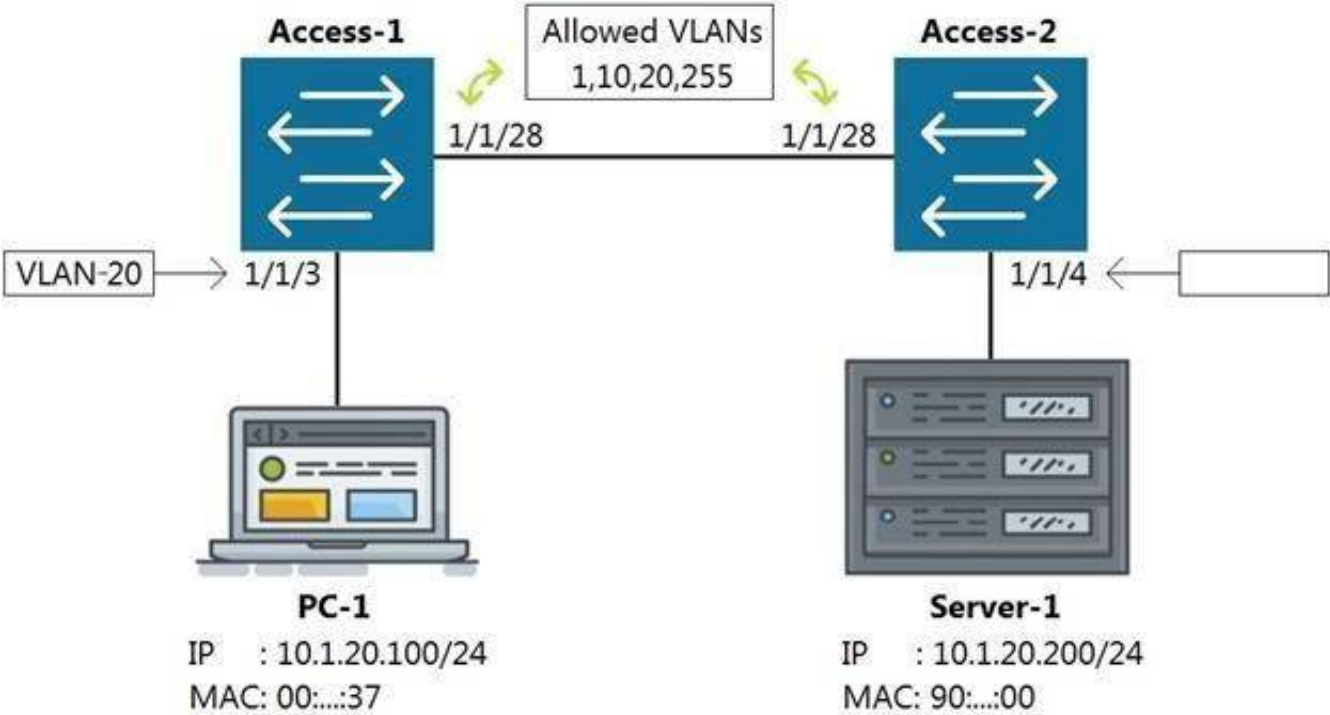 Access-1
Allowed VLANs
1,10,20,255
Access-2
1/1/28
1/1/28
VLAN-20
1/1/3
1/1/4
PC-1
IP : 10.1.20.100/24
MAC: 00:...:37
Server-1
IP : 10.1.20.200/24
MAC: 90:...:00